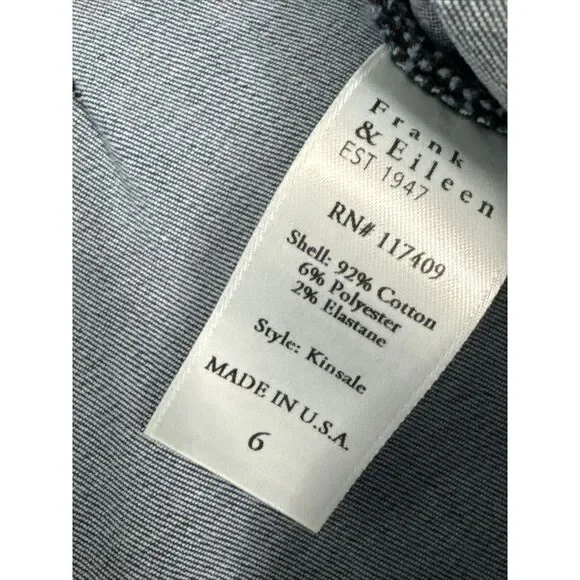 Frank
& Eileen
EST 1947
RN# 117409
Shell: 92% Cotton
6% Polyester
2% Elastane
Style: Kinsale
MADE IN U.S.A.
6